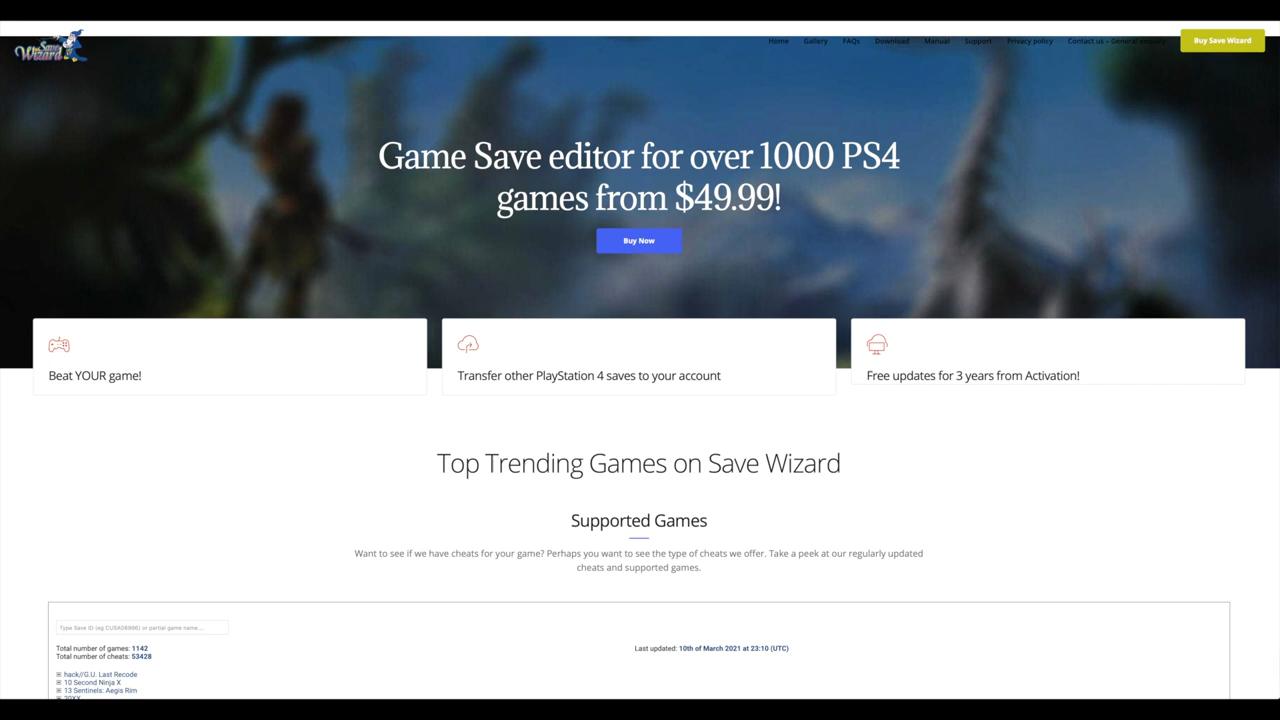 Save
Wizard
Home Gallery FAQs Download Manual Support Privacy policy Contact us - General enquiry Buy Save Wizard
Game Save editor for over 1000 PS4
games from $49.99!
Buy Now
Beat YOUR game!
Transfer other PlayStation 4 saves to your account
Free updates for 3 years from Activation!
Top Trending Games on Save Wizard
Supported Games
Want to see if we have cheats for your game? Perhaps you want to see the type of cheats we offer. Take a peek at our regularly updated
cheats and supported games.
Type Save ID (eg CUSA08966) or partial game name....
Total number of games: 1142
Last updated: 10th of March 2021 at 23:10 (UTC)
Total number of cheats: 53428
hack//G.U. Last Recode
10 Second Ninja X
13 Sentinels: Aegis Rim
20XX